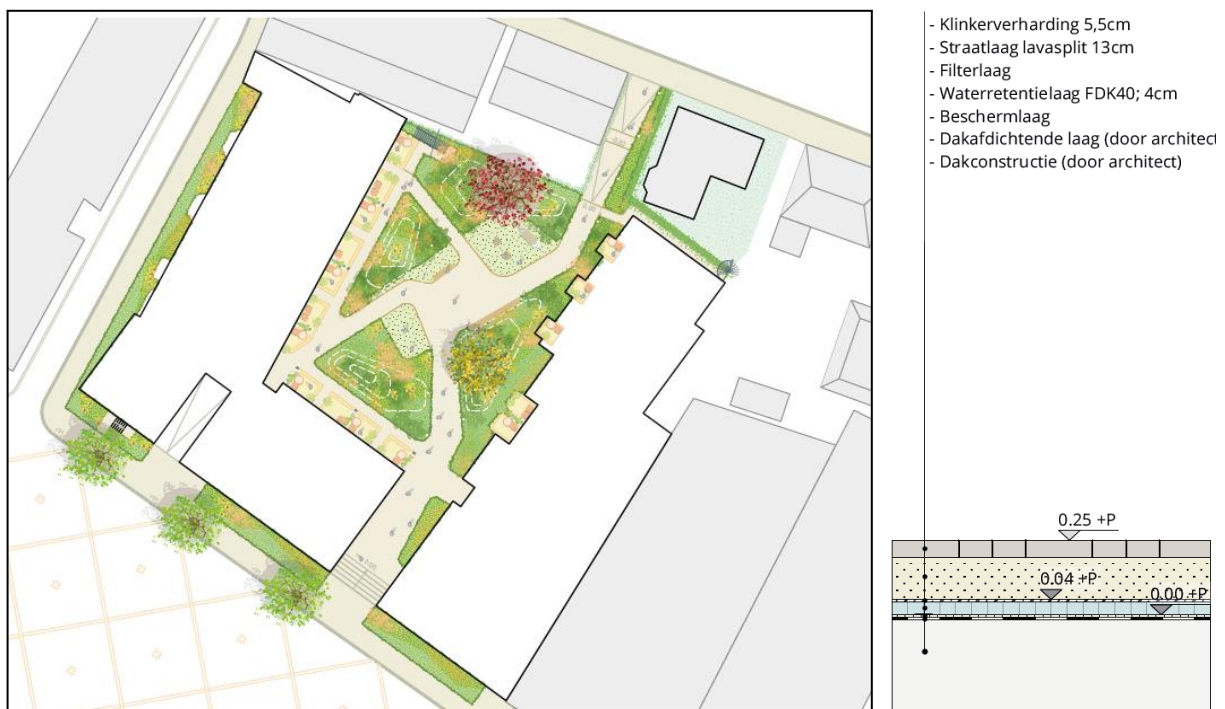 - Klinkerverharding 5,5cm
- Straatlaag lavasplit 13cm
- Filterlaag
- Waterretentielaag FDK40; 4cm
- Beschermlaag
- Dakafdichtende laag (door architect
- Dakconstructie (door architect)
0.25 +P
0.04 +P
0.00 +P